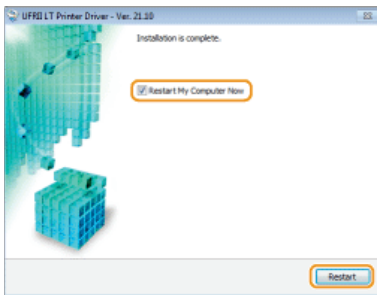 UFRII LT Printer Driver - Ver. 21.10
Installation is complete.
Restart My Computer Now
Restart